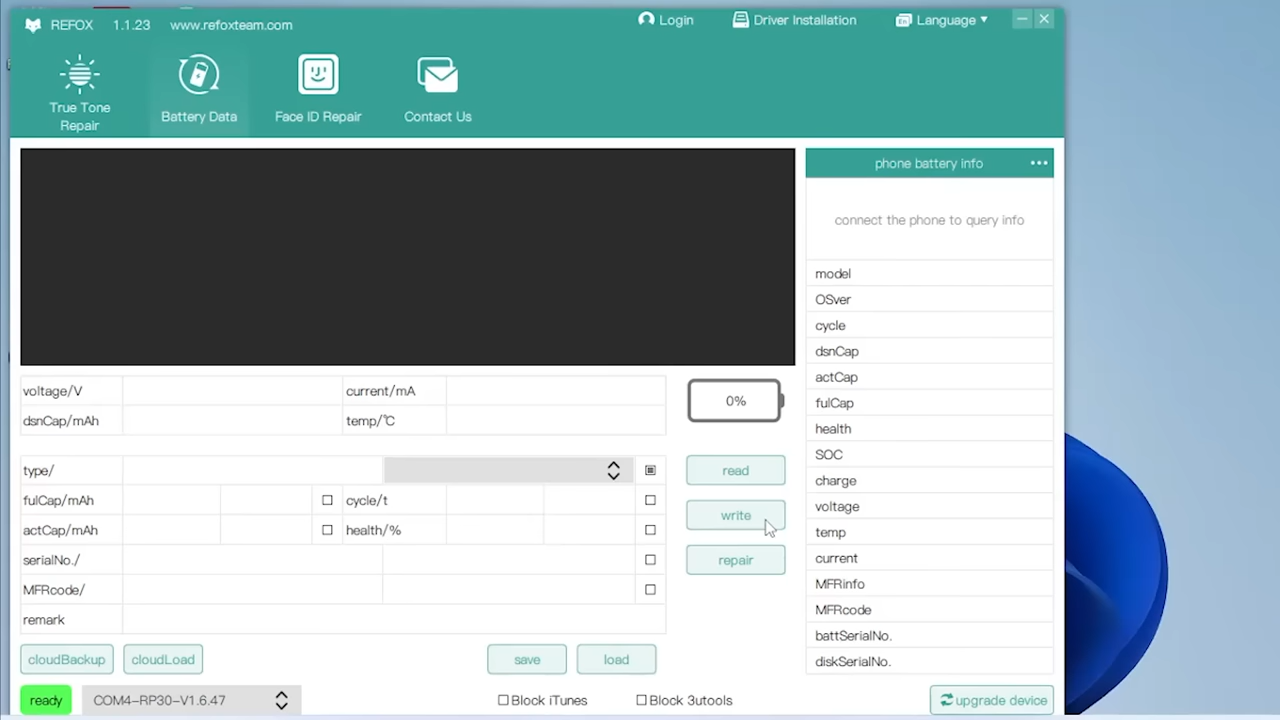 REFOX 1.1.23 www.refoxteam.com Login Driver Installation Language
True Tone Repair
Battery Data
Face ID Repair
Contact Us
phone battery info
connect the phone to query info
model
OSver
cycle
dsnCap
actCap
fulCap
health
SOC
charge
voltage
temp
current
MFRinfo
MFRcode
battSerialNo.
diskSerialNo.
voltage/V current/mA
dsnCap/mAh temp/℃
0%
type/
fulCap/mAh cycle/t
actCap/mAh health/%
serialNo./
MFRcode/
remark
read
write
repair
cloudBackup cloudLoad save load
ready COM4-RP30-V1.6.47 Block iTunes Block 3utools upgrade device